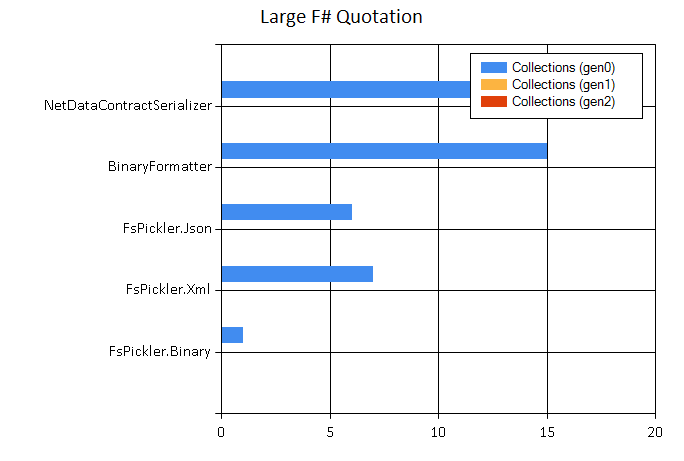 Large F# Quotation
Collections (gen0)
Collections (gen1)
Collections (gen2)
NetDataContractSerializer
BinaryFormatter
FsPickler.Json
FsPickler.Xml
FsPickler.Binary
0 5 10 15 20